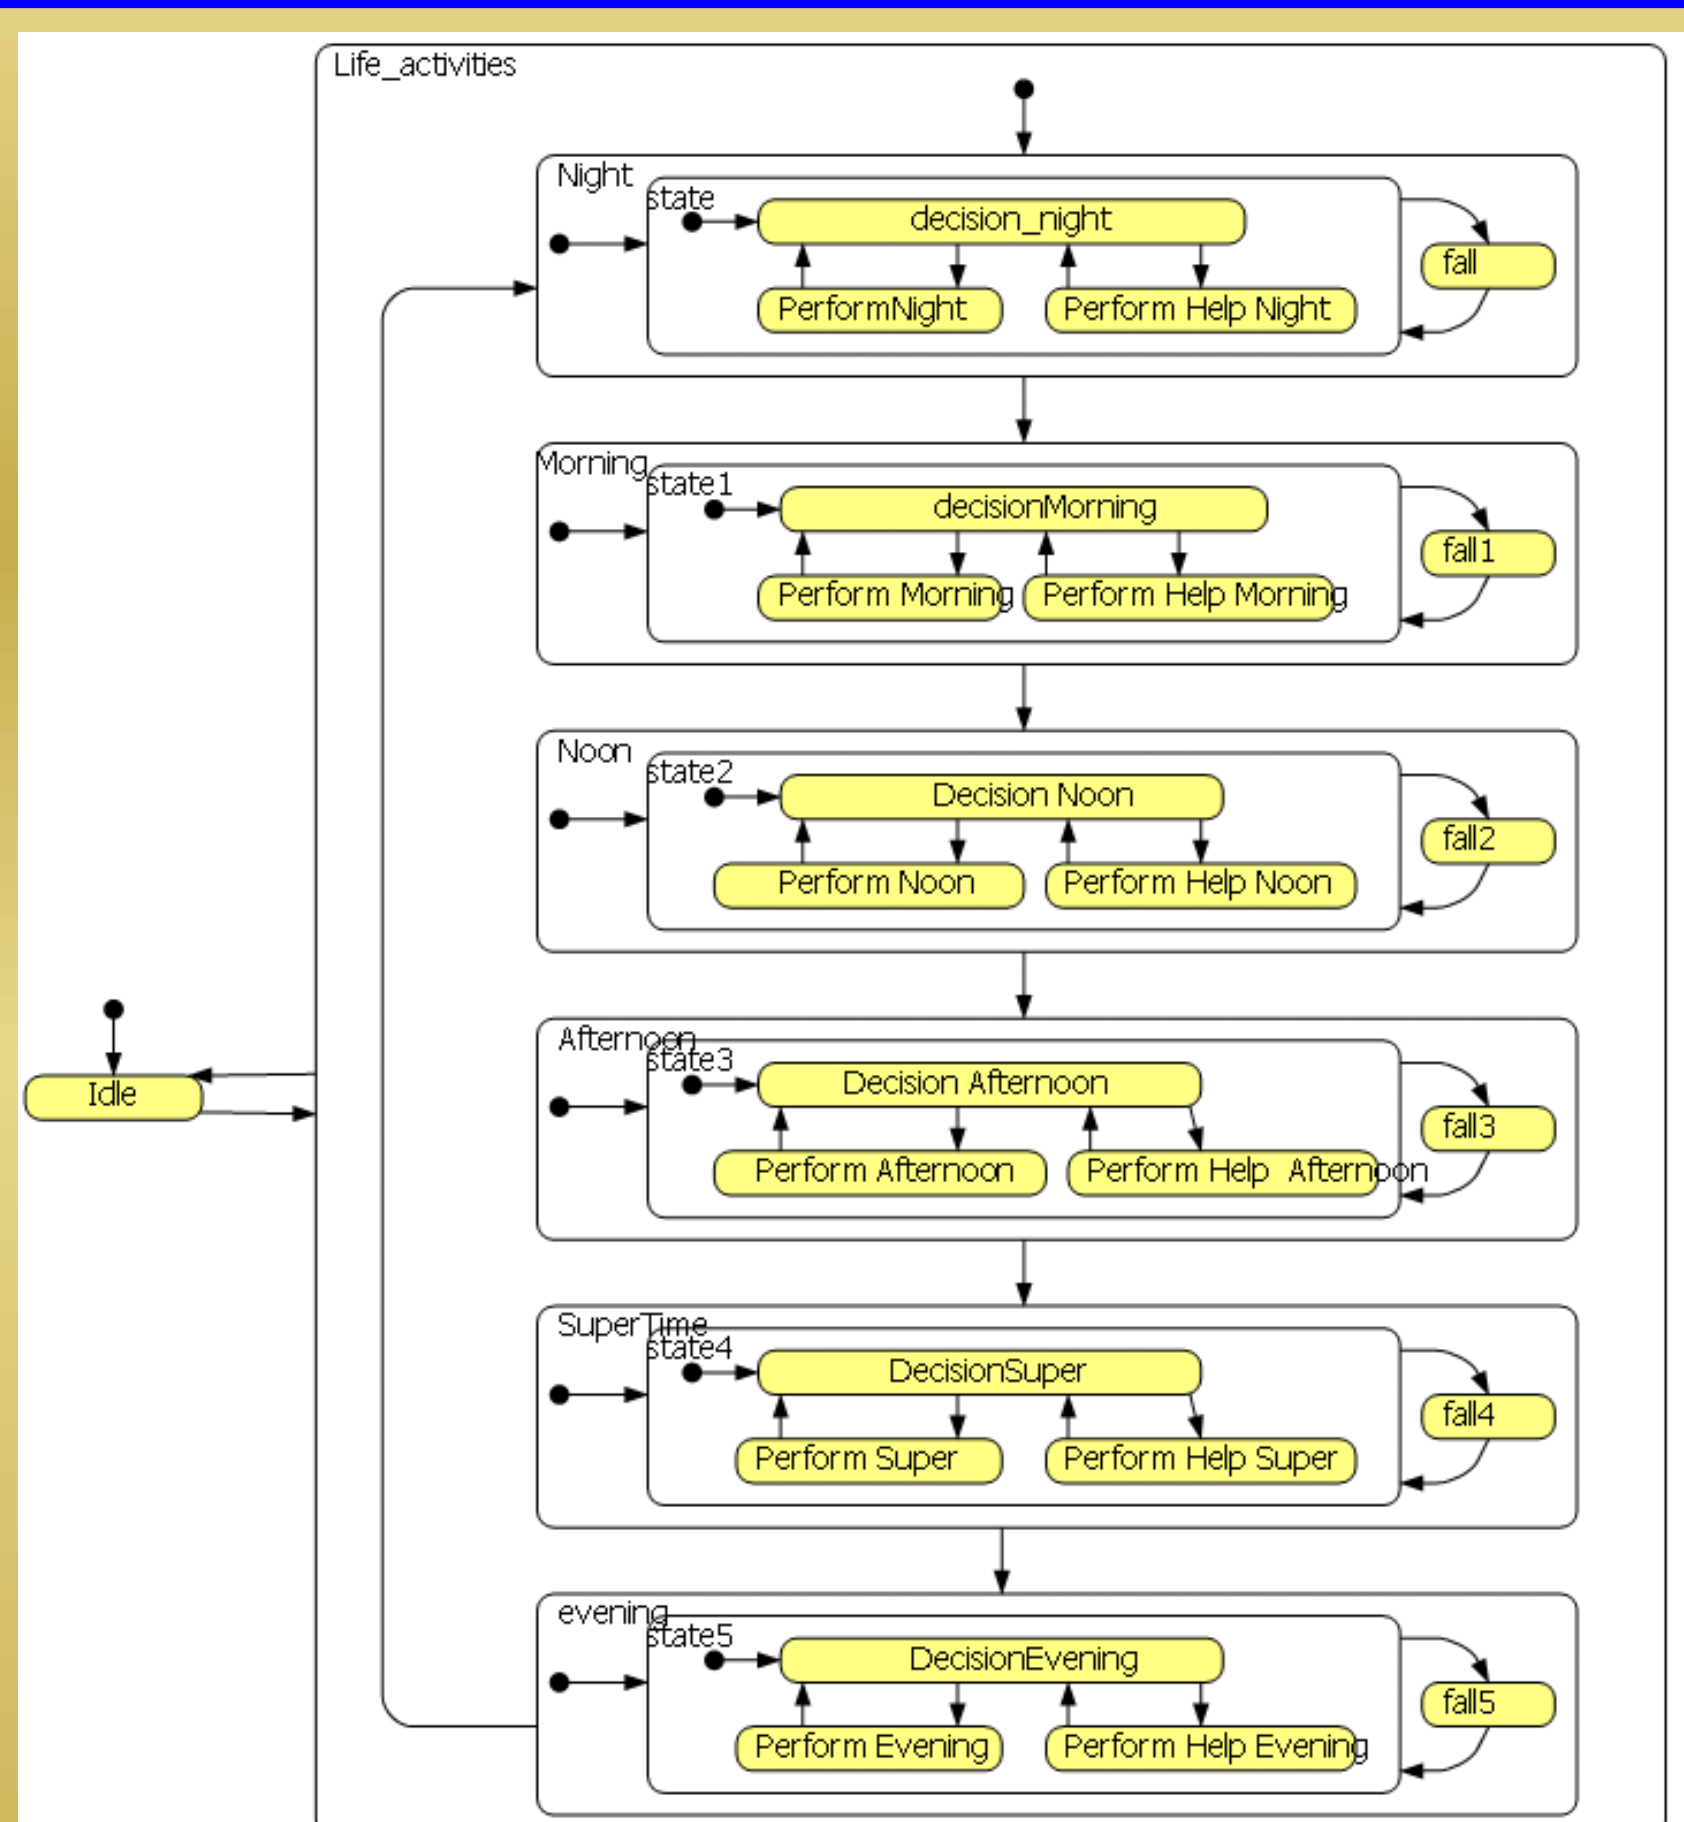 Life_activities
Night
state
decision_night
fall
PerformNight
Perform Help Night
Morning
state1
decisionMorning
fall1
Perform Morning
Perform Help Morning
Noon
state2
Decision Noon
fall2
Perform Noon
Perform Help Noon
Afternoon
state3
Decision Afternoon
Idle
fall3
Perform Afternoon
Perform Help Afternoon
SuperTime
state4
DecisionSuper
fall4
Perform Super
Perform Help Super
evening
state5
DecisionEvening
fall5
Perform Evening
Perform Help Evening